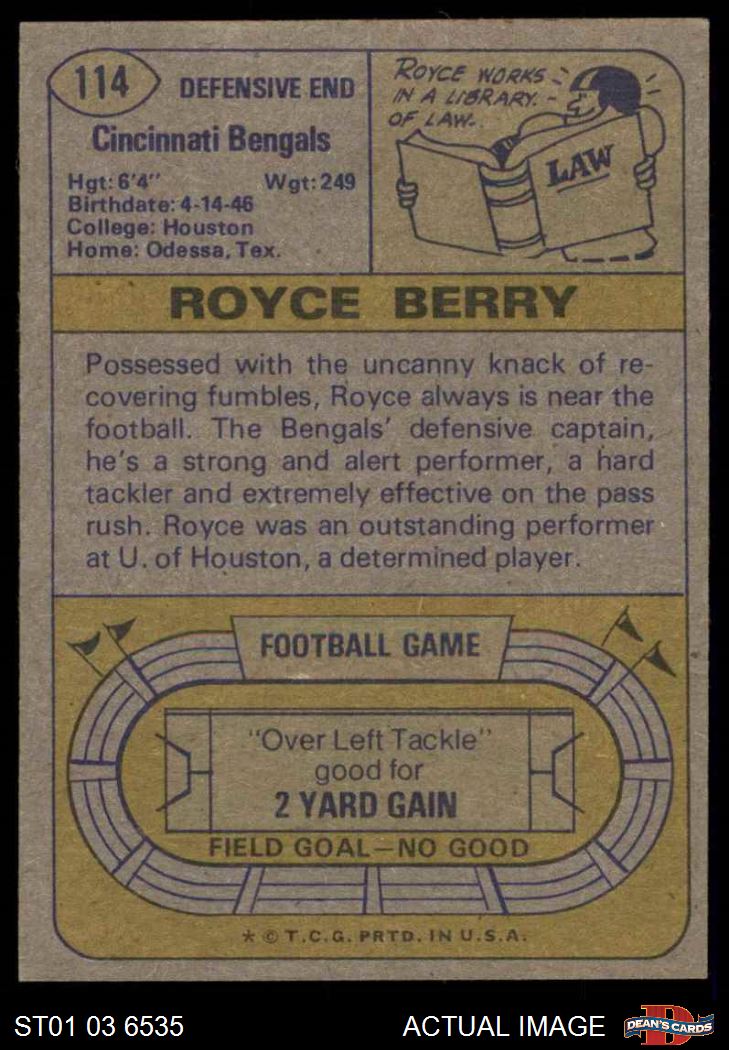 114
DEFENSIVE END
Cincinnati Bengals
Hgt: 6'4" Wgt: 249
Birthdate: 4-14-46
College: Houston
Home: Odessa, Tex.
ROYCE WORKS
IN A LIBRARY
OF LAW.
LAW
ROYCE BERRY
Possessed with the uncanny knack of re-
covering fumbles, Royce always is near the
football. The Bengals' defensive captain,
he's a strong and alert performer, a hard
tackler and extremely effective on the pass
rush. Royce was an outstanding performer
at U. of Houston, a determined player.
FOOTBALL GAME
"Over Left Tackle"
good for
2 YARD GAIN
FIELD GOAL—NO GOOD
* © T.C.G. PRTD. IN U.S.A.
ST01 03 6535
ACTUAL IMAGE
D
DEAN'S CARDS